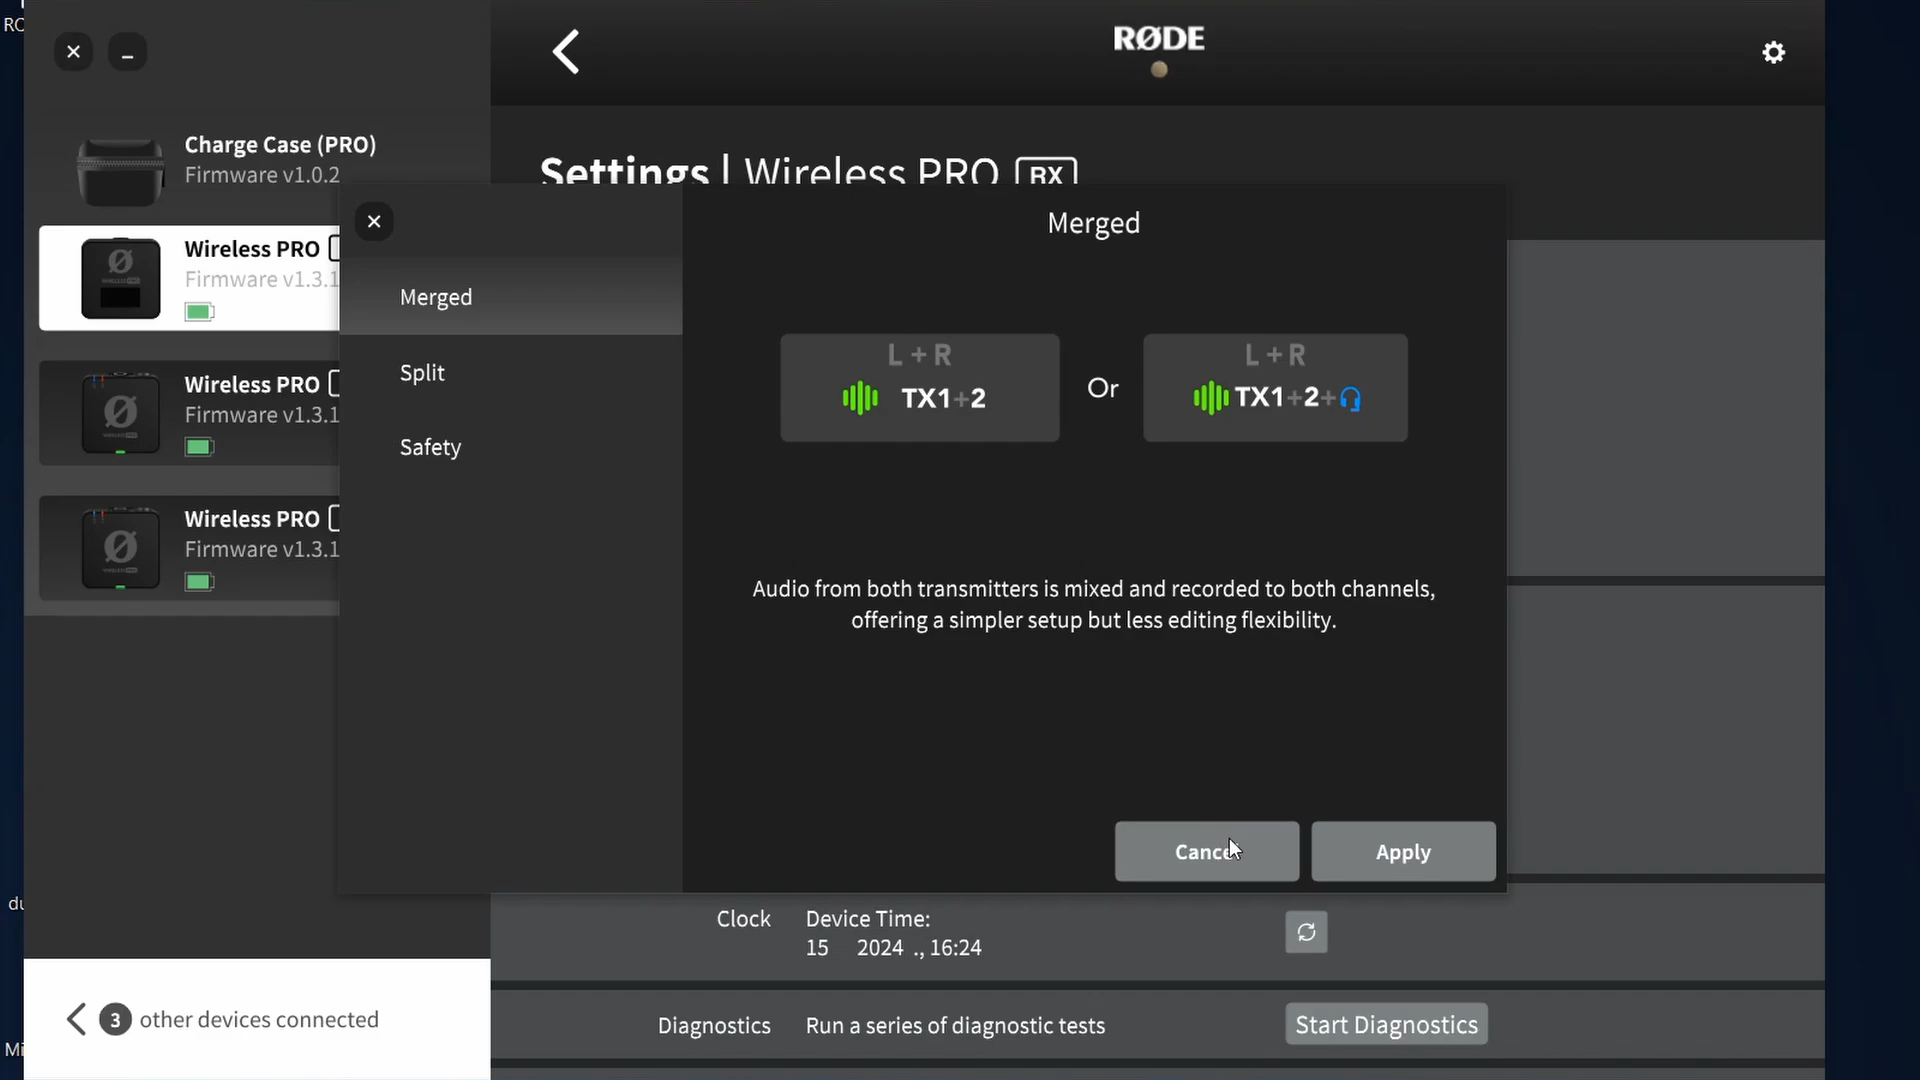 RO
RØDE
Charge Case (PRO)
Firmware v1.0.2
Settings | Wireless PRO RX
Wireless PRO
Firmware v1.3.1
Wireless PRO
Firmware v1.3.1
Wireless PRO
Firmware v1.3.1
Merged
Split
Safety
Merged
L + R
TX1+2
Or
L + R
TX1+2+
Audio from both transmitters is mixed and recorded to both channels,
offering a simpler setup but less editing flexibility.
Apply
Clock
Device Time:
15 2024 ., 16:24
Diagnostics
Run a series of diagnostic tests
Start Diagnostics
3 other devices connected
du
Mi